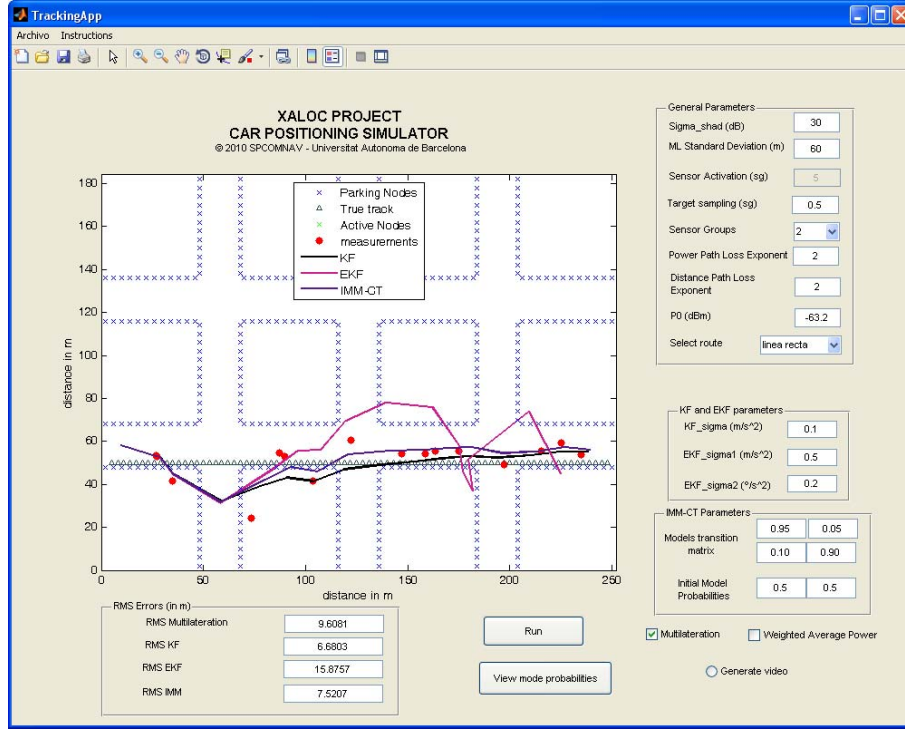 TrackingApp
Archivo Instructions
XALOC PROJECT
CAR POSITIONING SIMULATOR
© 2010 SPCOMNAV - Universitat Autonoma de Barcelona
180
160
140
120
100
80
60
40
20
0
distance in m
Parking Nodes
True track
Active Nodes
measurements
KF
EKF
IMM-CT
0 50 100 150 200 250
distance in m
General Parameters
Sigma_shad (dB) 30
ML Standard Deviation (m) 60
Sensor Activation (sg) 5
Target sampling (sg) 0.5
Sensor Groups 2
Power Path Loss Exponent 2
Distance Path Loss
Exponent 2
P0 (dBm) -63.2
Select route linea recta
KF and EKF parameters
KF_sigma (m/s^2) 0.1
EKF_sigma1 (m/s^2) 0.5
EKF_sigma2 (º/s^2) 0.2
IMM-CT Parameters
Models transition
matrix
0.95 0.05
0.10 0.90
Initial Model
Probabilities
0.5 0.5
RMS Errors (in m)
RMS Multilateration 9.6081
RMS KF 6.6803
RMS EKF 15.8757
RMS IMM 7.5207
Run
View mode probabilities
Multilateration Weighted Average Power
Generate video